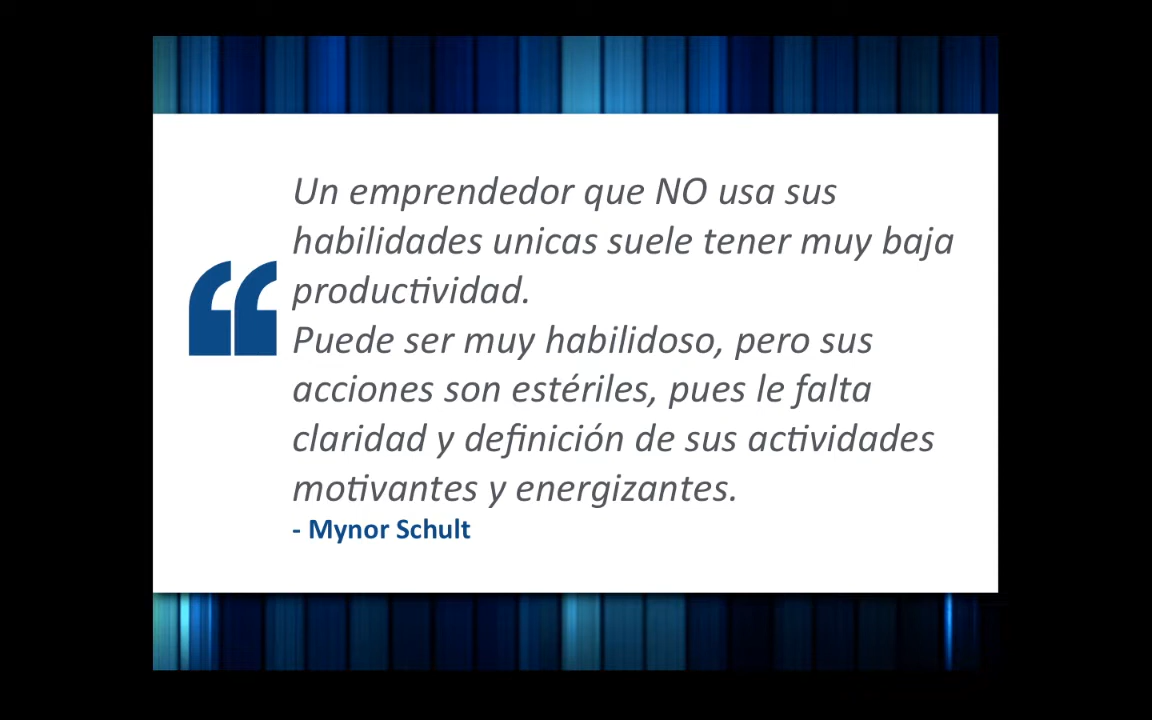 Un emprendedor que NO usa sus
habilidades unicas suele tener muy baja
productividad.
Puede ser muy habilidoso, pero sus
acciones son estériles, pues le falta
claridad y definición de sus actividades
motivantes y energizantes.
- Mynor Schult